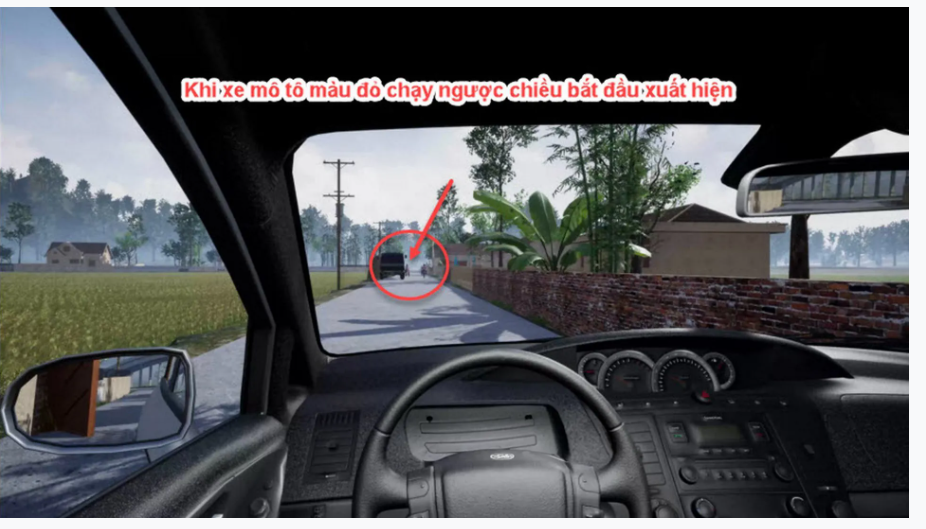 Khi xe mô tô màu đỏ chạy ngược chiều bắt đầu xuất hiện